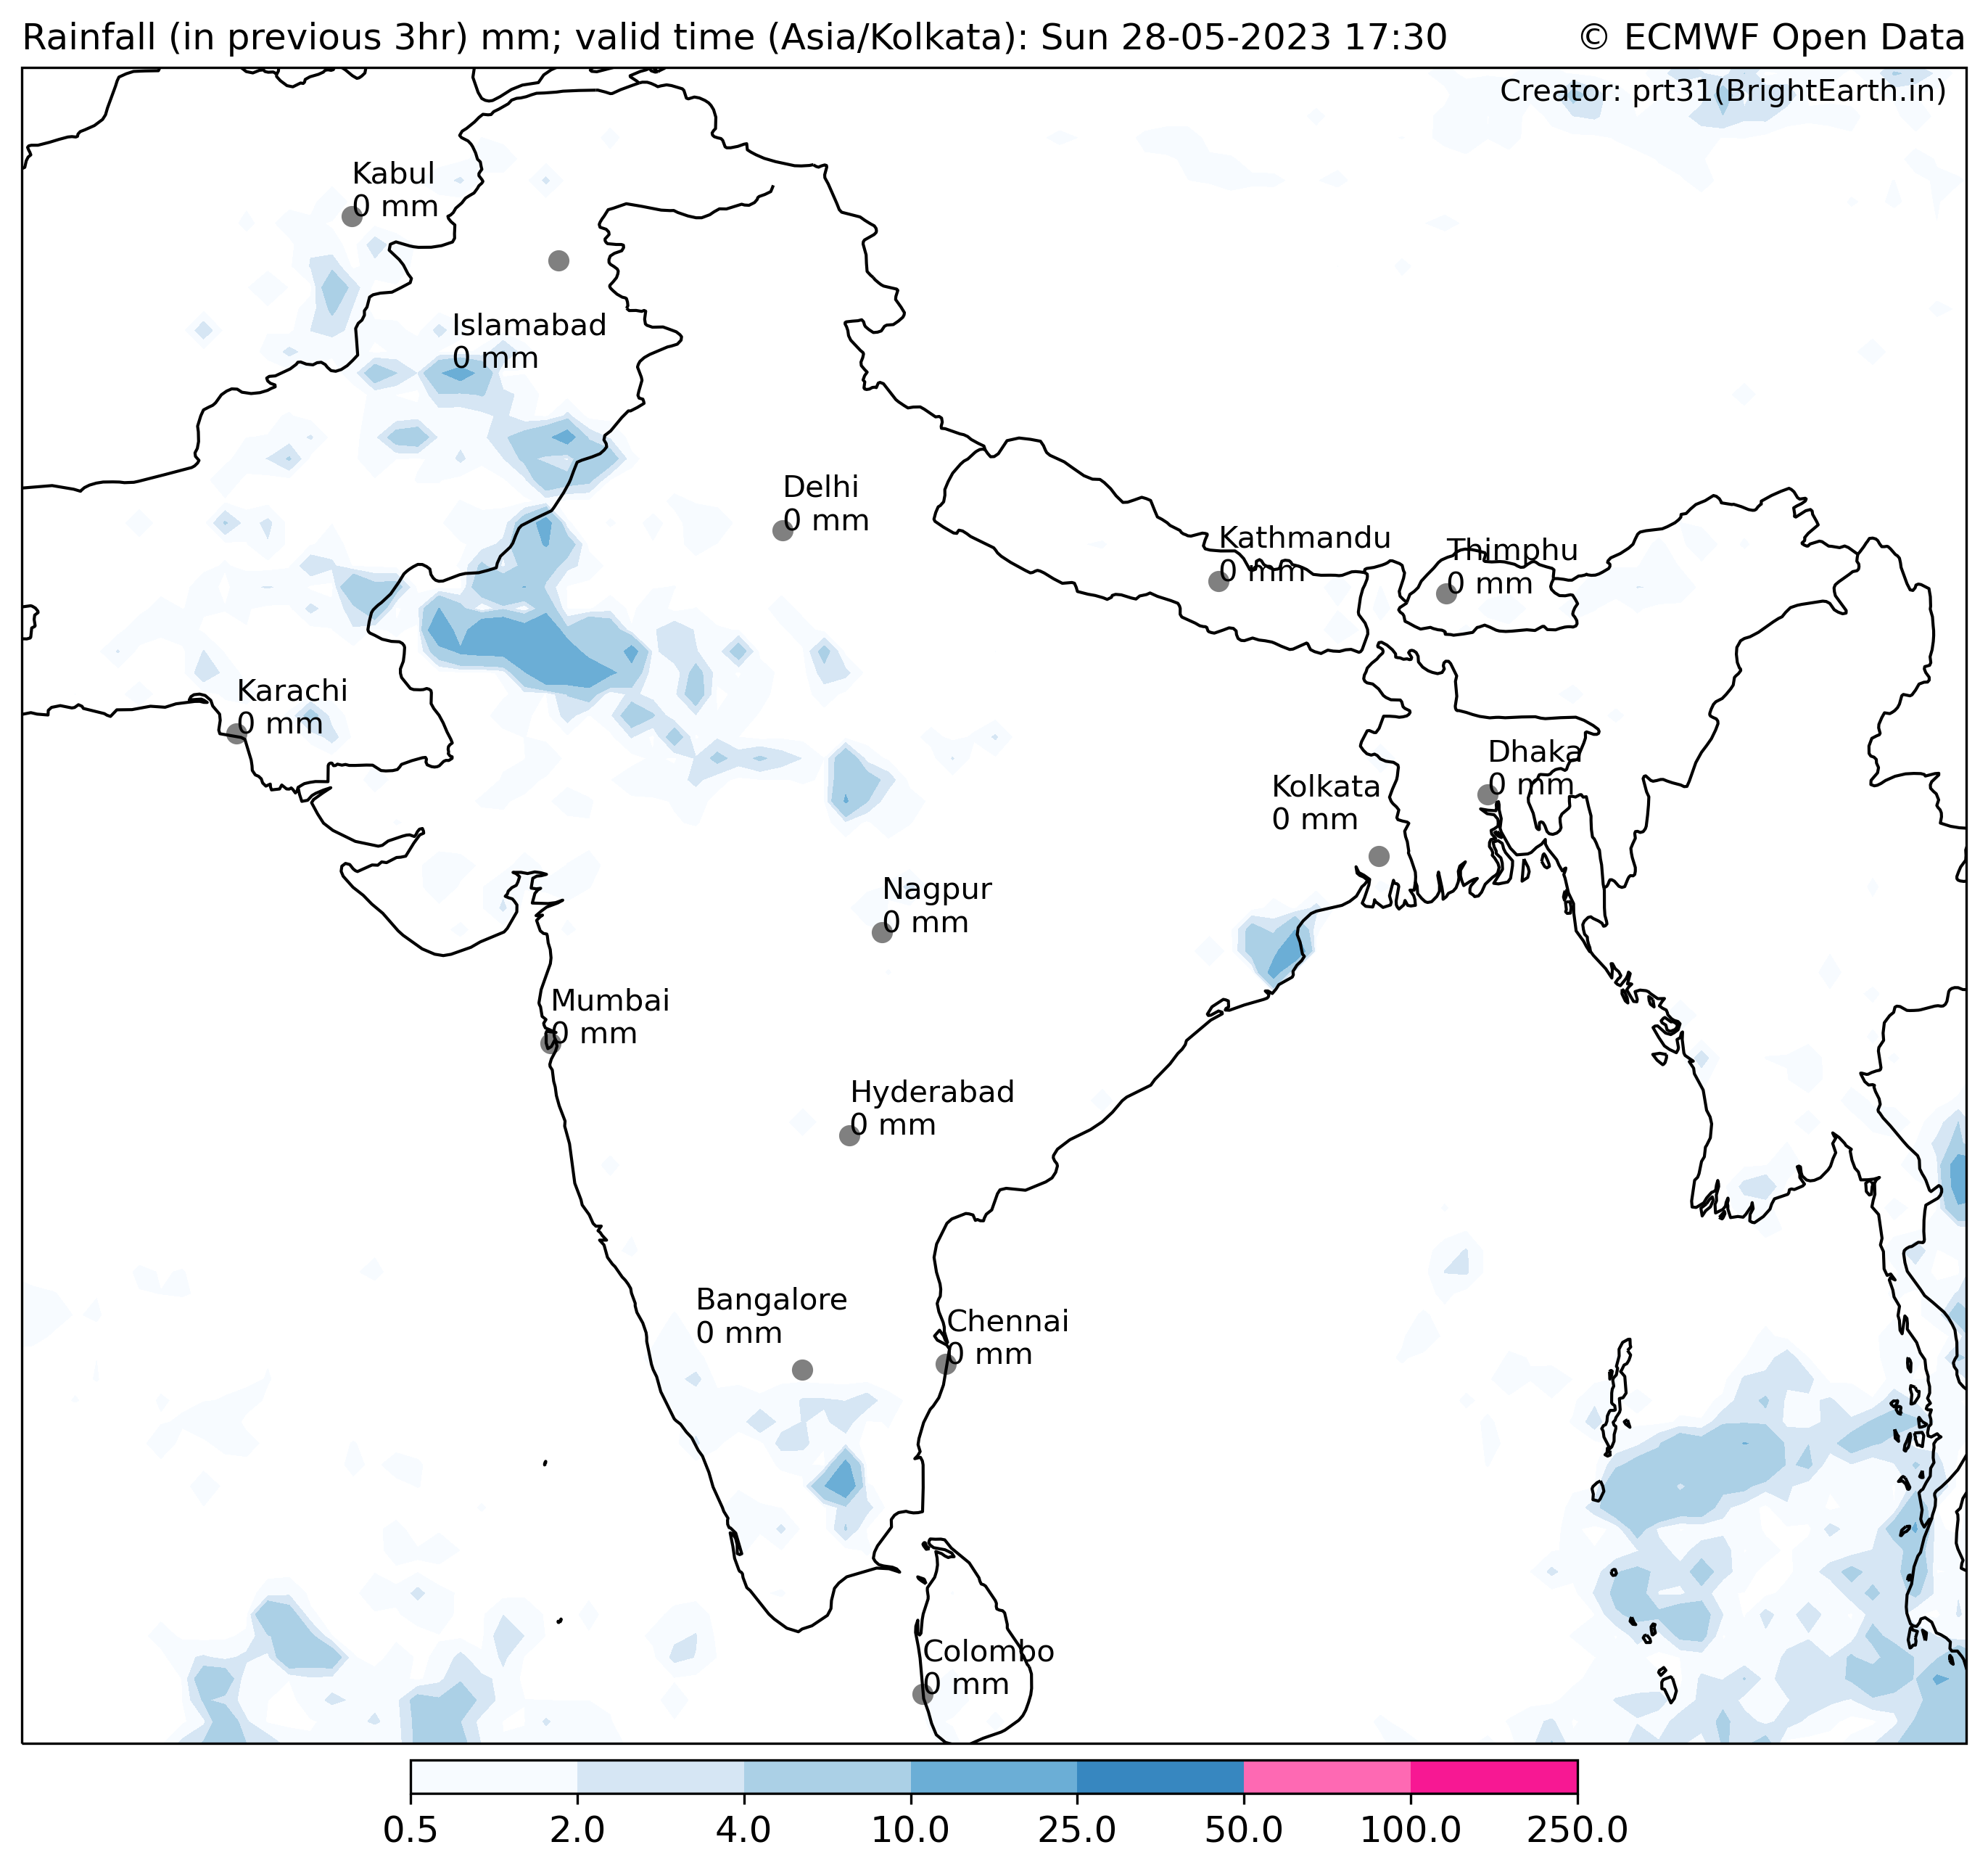 Rainfall (in previous 3hr) mm; valid time (Asia/Kolkata): Sun 28-05-2023 17:30
© ECMWF Open Data
Creator: prt31(BrightEarth.in)
Kabul
0 mm
Islamabad
0 mm
Delhi
0 mm
Kathmandu
0 mm
Thimphu
0 mm
Karachi
0 mm
Dhaka
0 mm
Kolkata
0 mm
Nagpur
0 mm
Mumbai
0 mm
Hyderabad
0 mm
Bangalore
0 mm
Chennai
0 mm
Colombo
0 mm
0.5 2.0 4.0 10.0 25.0 50.0 100.0 250.0